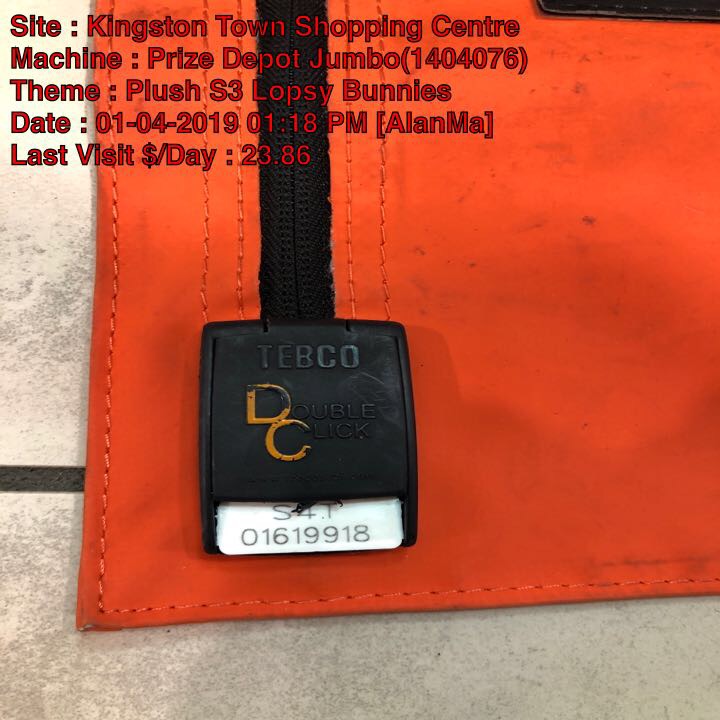 Site : Kingston Town Shopping Centre
Machine : Prize Depot Jumbo(1404076)
Theme : Plush S3 Lopsy Bunnies
Date : 01-04-2019 01:18 PM [AlanMa]
Last Visit $/Day : 23.86
TEBCO
DOUBLE
CLICK
01619918